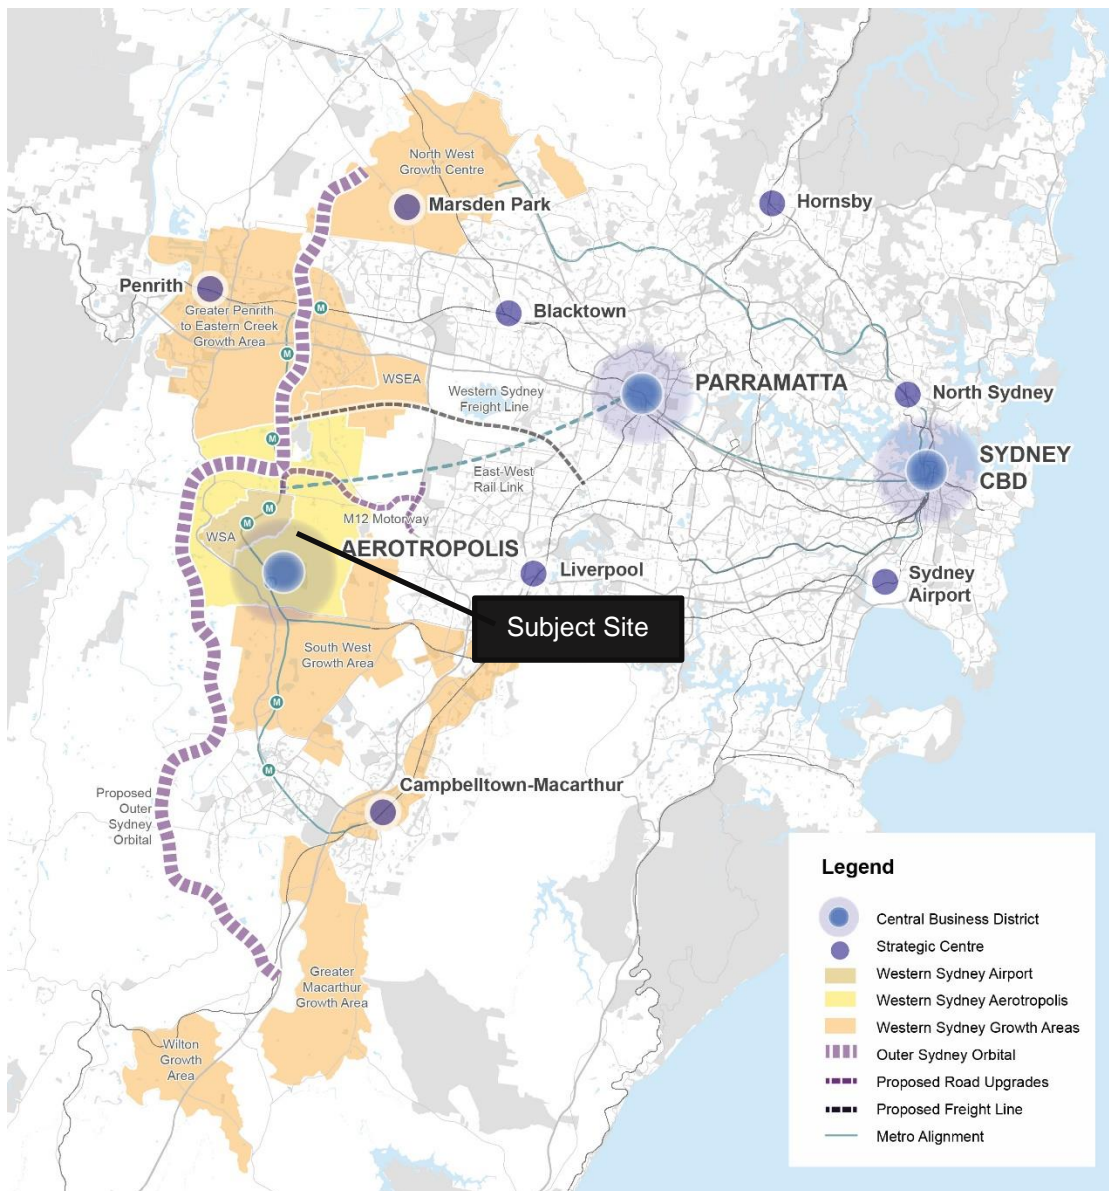 North West
Growth Centre
Marsden Park
Hornsby
Penrith
Greater Penrith
to Eastern Creek
Growth Area
M
Blacktown
M
WSEA
PARRAMATTA
Western Sydney
Freight Line
North Sydney
M
SYDNEY
CBD
East-West
Rail Link
M
M
M12 Motorway
WSA
AEROTROPOLIS
Liverpool
Sydney
Airport
Subject Site
South West
Growth Area
M
M
Campbelltown-Macarthur
Proposed
Outer
Sydney
Orbital
Greater
Macarthur
Growth Area
Wilton
Growth
Area
Legend
Central Business District
Strategic Centre
Western Sydney Airport
Western Sydney Aerotropolis
Western Sydney Growth Areas
Outer Sydney Orbital
Proposed Road Upgrades
Proposed Freight Line
Metro Alignment